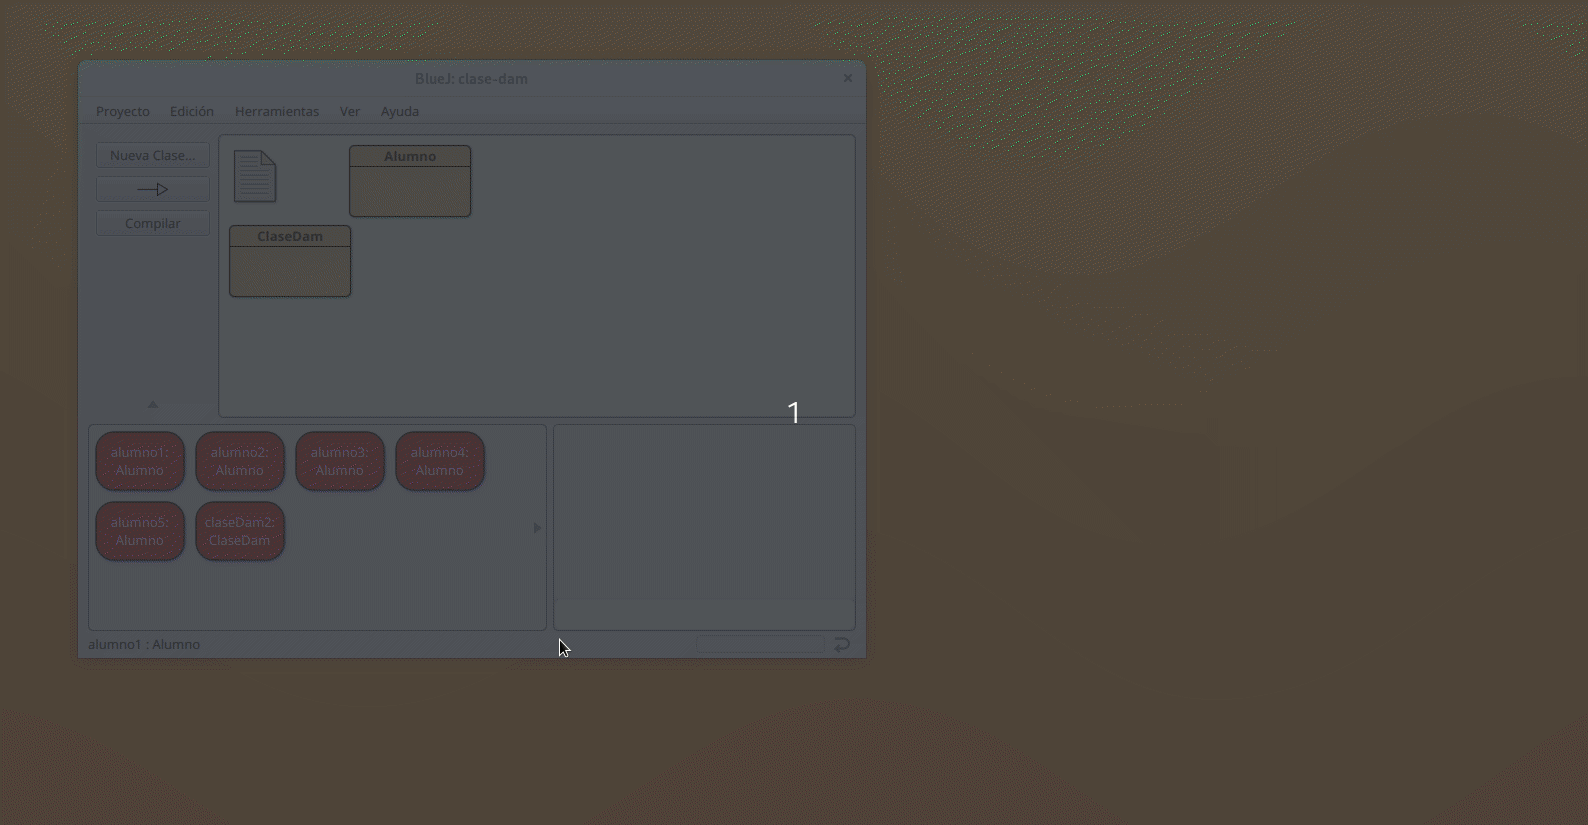 BlueJ: clase-dam
Proyecto Edición Herramientas Ver Ayuda
Nueva Clase...
Compilar
Alumno
ClaseDam
1
alumno1:
Alumno
alumno2:
Alumno
alumno3:
Alumno
alumno4:
Alumno
alumno5:
Alumno
claseDam2:
ClaseDam
alumno1 : Alumno